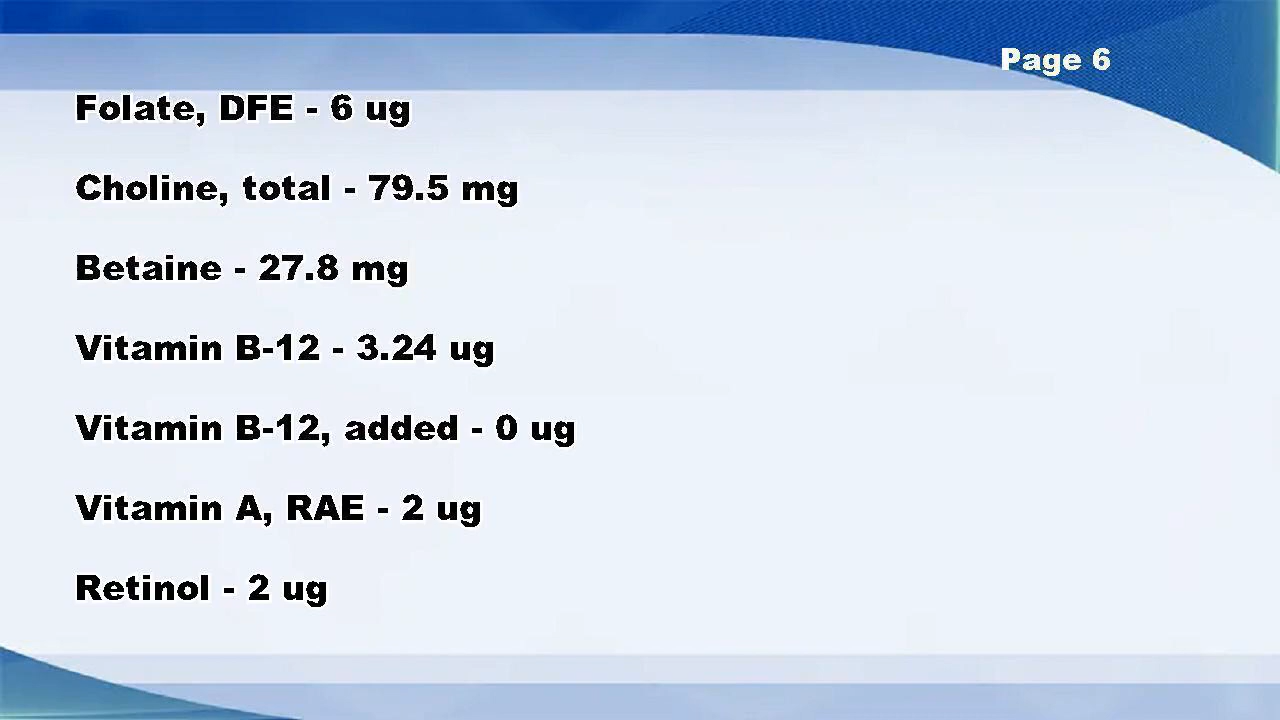 Page 6
Folate, DFE - 6 ug
Choline, total - 79.5 mg
Betaine - 27.8 mg
Vitamin B-12 - 3.24 ug
Vitamin B-12, added - 0 ug
Vitamin A, RAE - 2 ug
Retinol - 2 ug